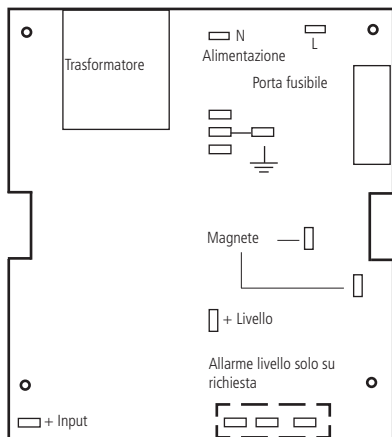 N
L
Alimentazione
Trasformatore
Porta fusibile
Magnete
+ Livello
Allarme livello solo su
richiesta
+ Input